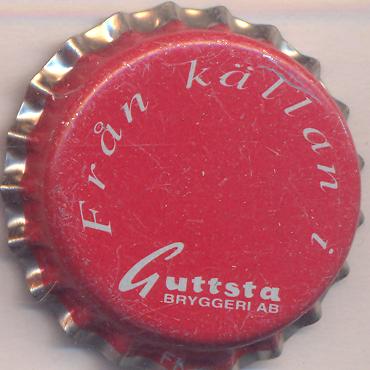 Från källan i
Guttsta
BRYGGERI AB